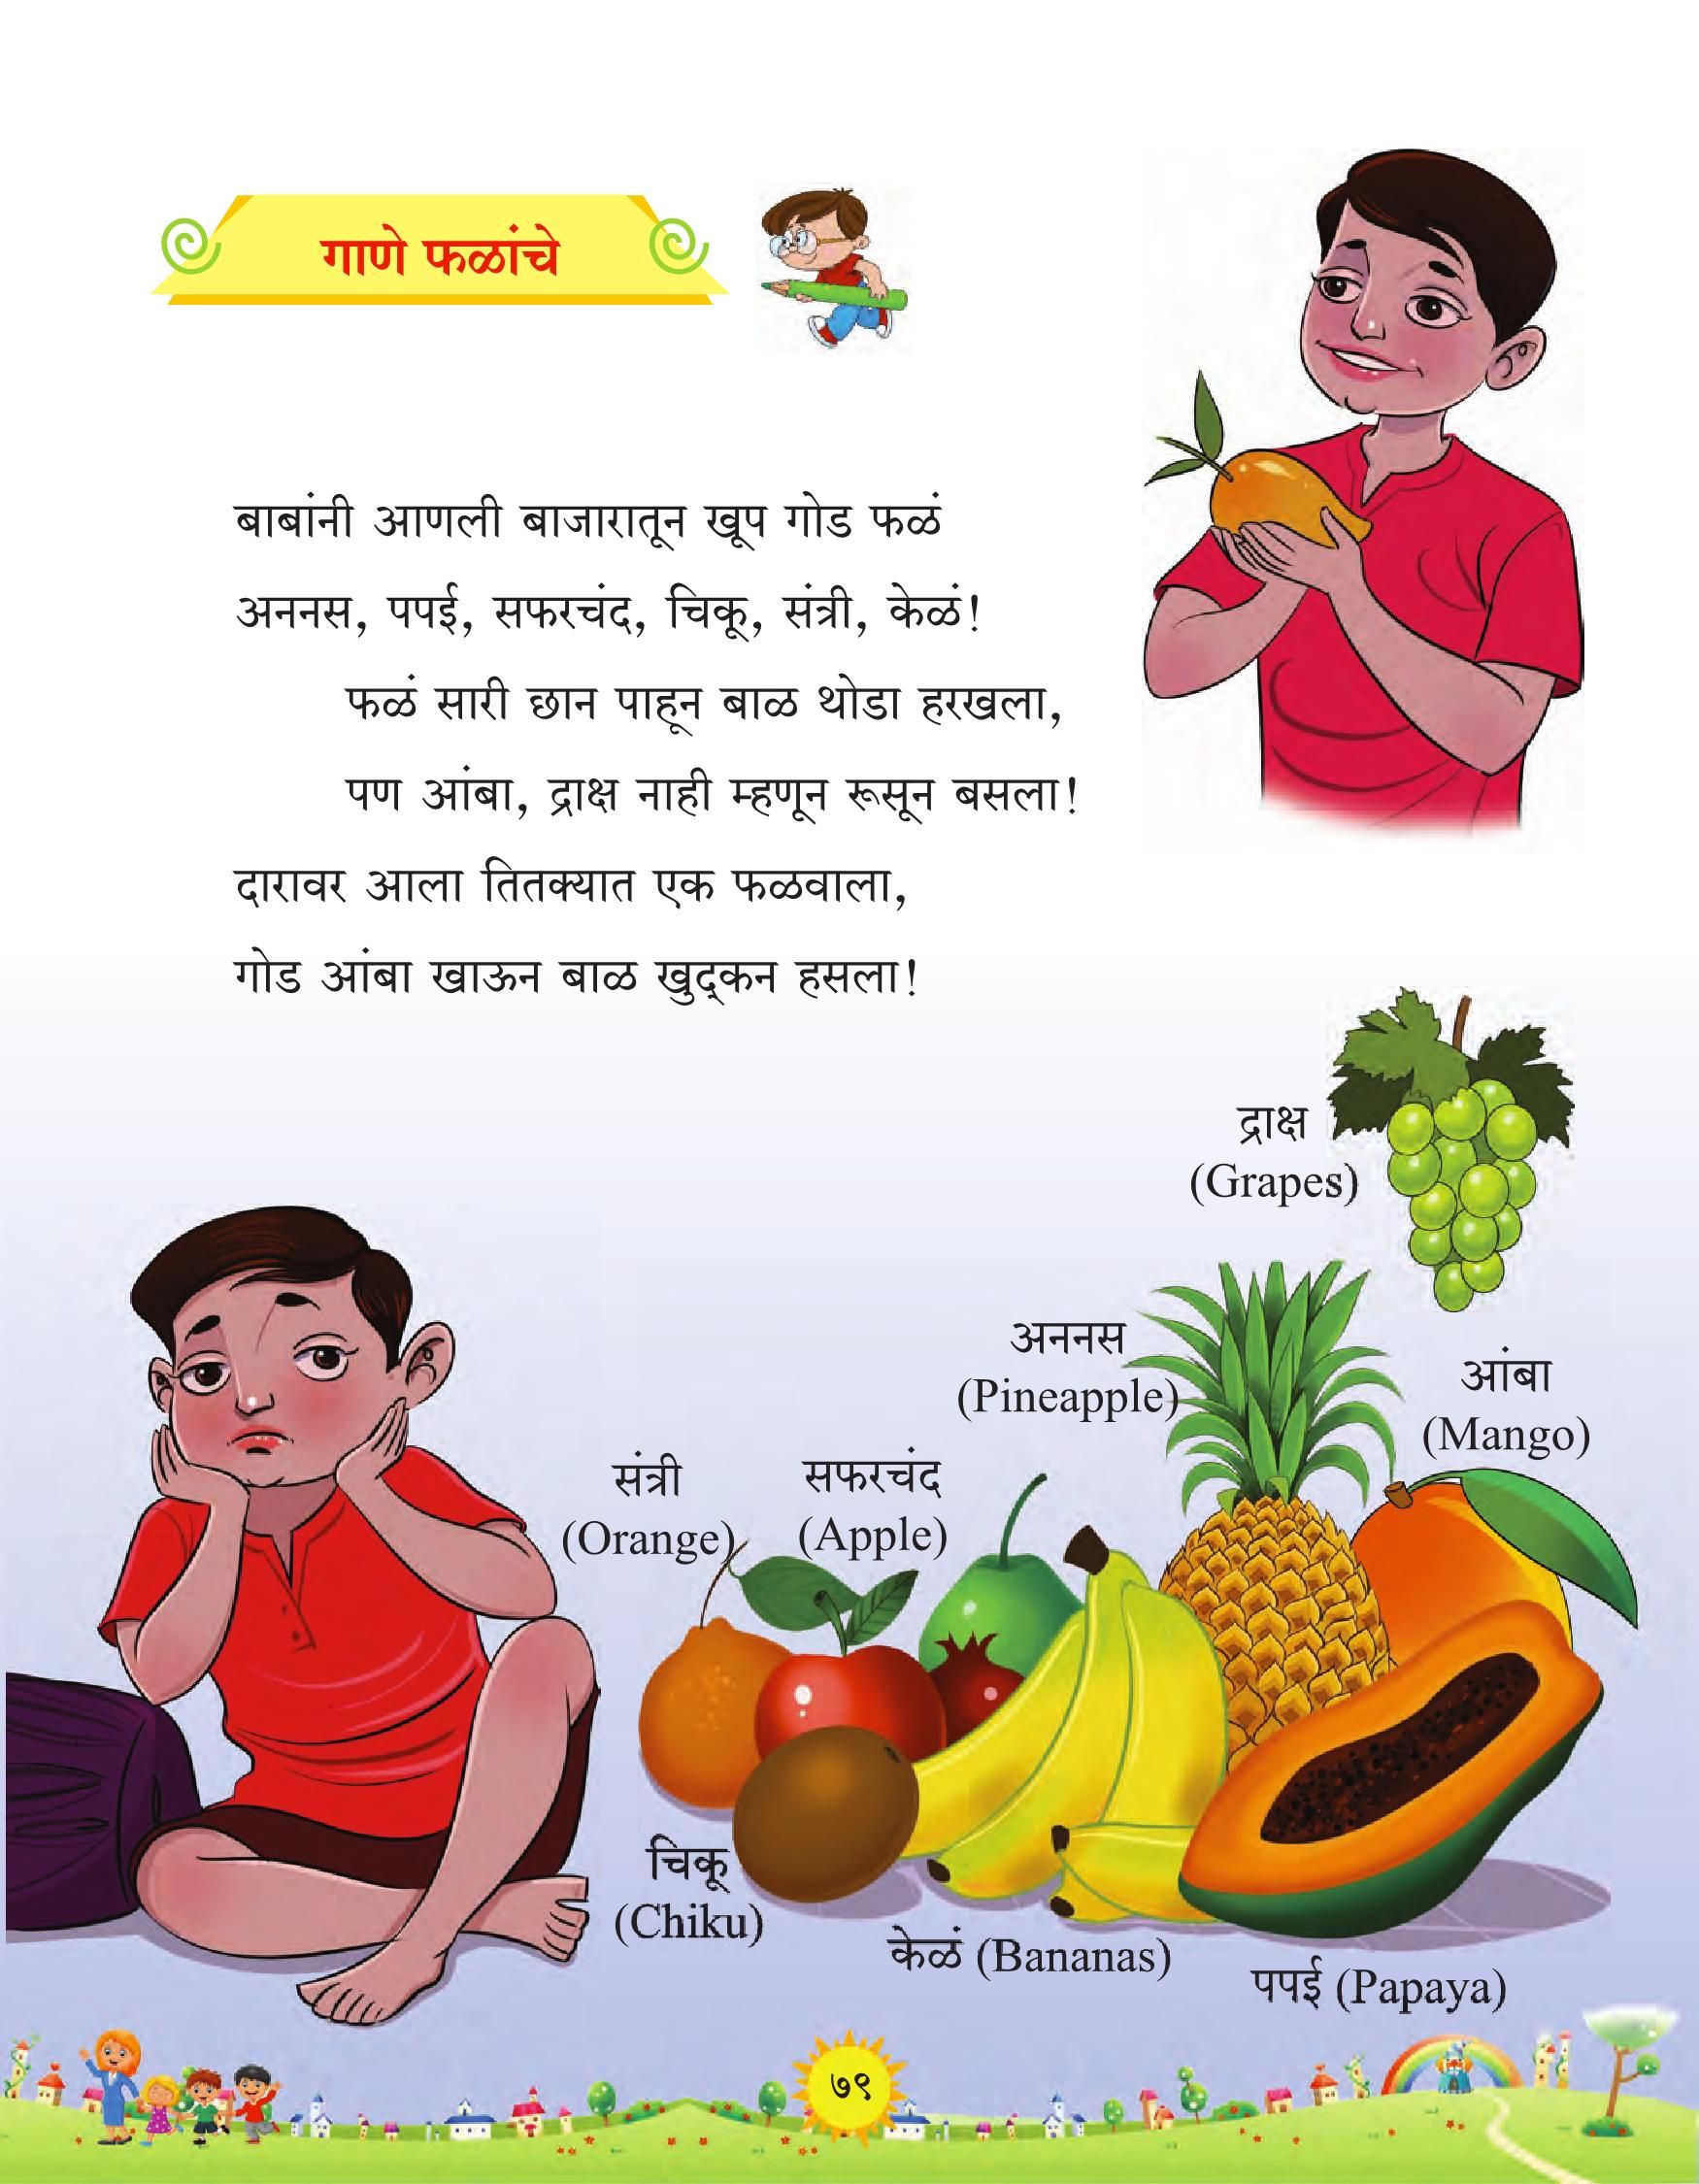 गाणे फळांचे
बाबांनी आणली बाजारातून खूप गोड फळं
अननस, पपई, सफरचंद, चिकू, संत्री, केळं!
फळं सारी छान पाहून बाळ थोडा हरखला,
पण आंबा, द्राक्ष नाही म्हणून रूसून बसला!
दारावर आला तितक्यात एक फळवाला,
गोड आंबा खाऊन बाळ खुद्कन हसला!
द्राक्ष
(Grapes)
अननस
(Pineapple)
आंबा
(Mango)
संत्री
(Orange)
सफरचंद
(Apple)
चिकू
(Chiku)
केळं (Bananas)
पपई (Papaya)
७९